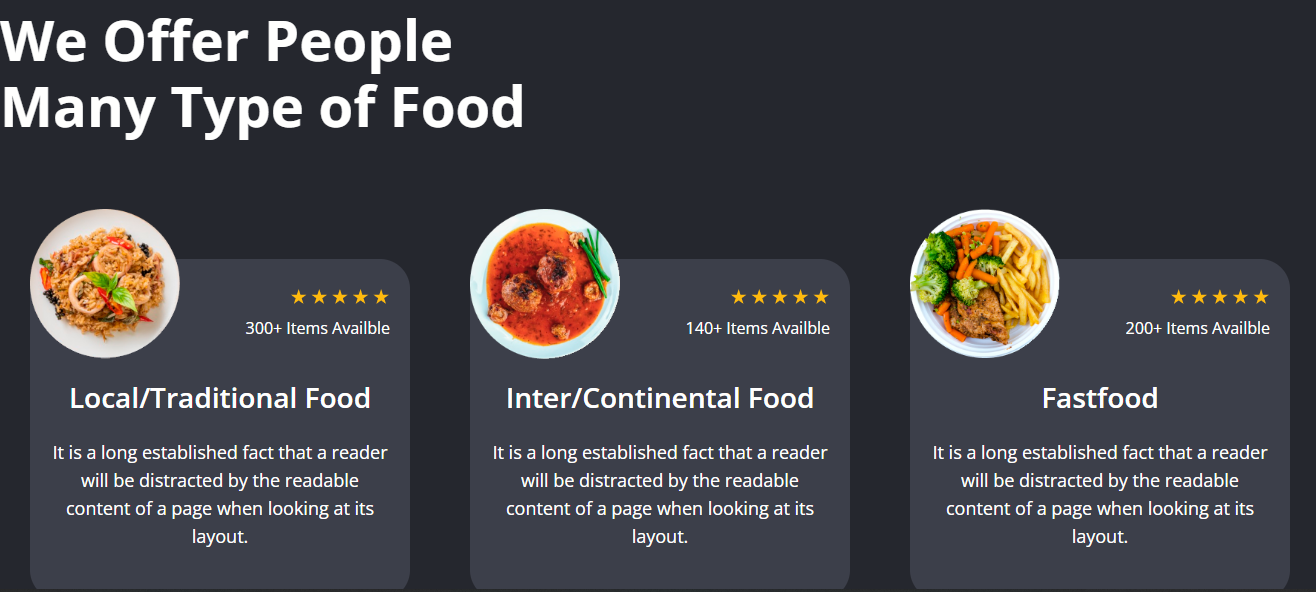 We Offer People
Many Type of Food
★★★★★
300+ Items Availble
Local/Traditional Food
It is a long established fact that a reader
will be distracted by the readable
content of a page when looking at its
layout.
★★★★★
140+ Items Availble
Inter/Continental Food
It is a long established fact that a reader
will be distracted by the readable
content of a page when looking at its
layout.
★★★★★
200+ Items Availble
Fastfood
It is a long established fact that a reader
will be distracted by the readable
content of a page when looking at its
layout.